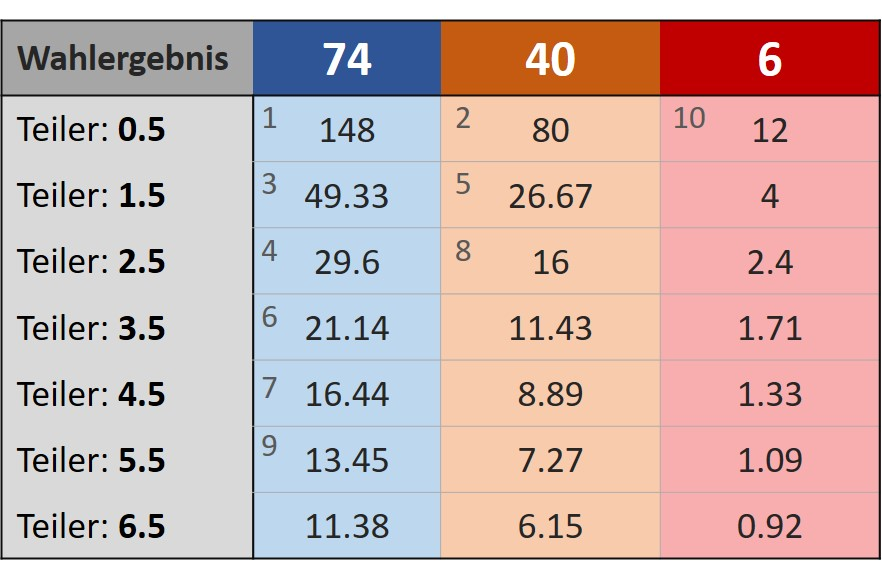 Wahlergebnis 74 40 6
Teiler: 0.5 1 148 2 80 10 12
Teiler: 1.5 3 49.33 5 26.67 4
Teiler: 2.5 4 29.6 8 16 2.4
Teiler: 3.5 6 21.14 11.43 1.71
Teiler: 4.5 7 16.44 8.89 1.33
Teiler: 5.5 9 13.45 7.27 1.09
Teiler: 6.5 11.38 6.15 0.92